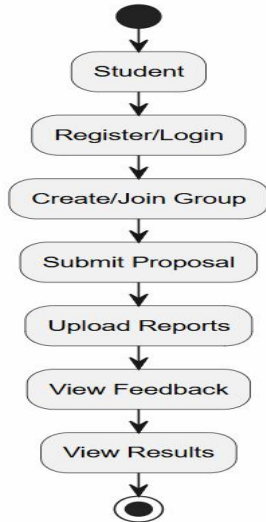 Student
Register/Login
Create/Join Group
Submit Proposal
Upload Reports
View Feedback
View Results